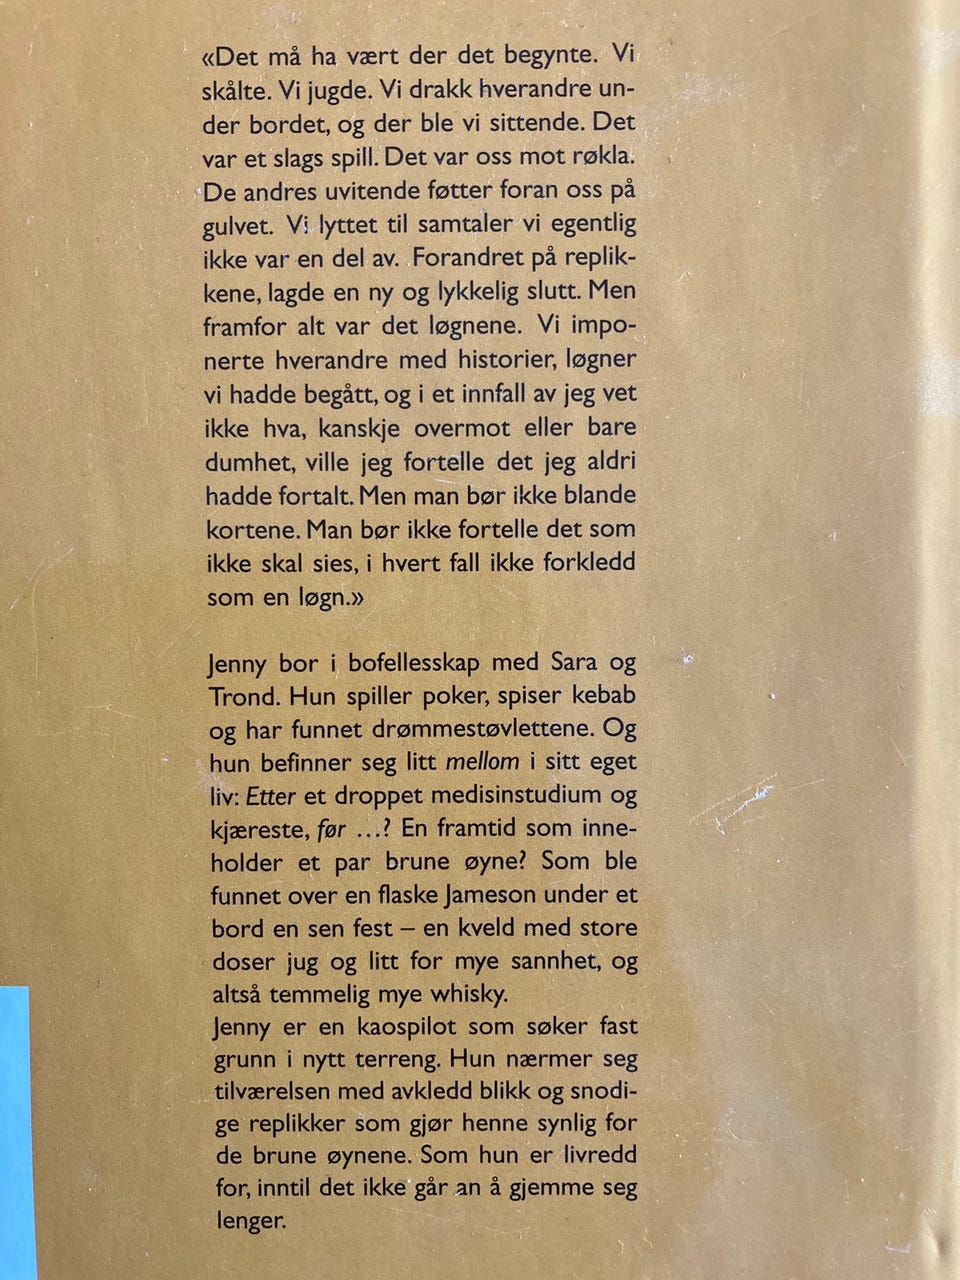 «Det må ha vært der det begynte. Vi
skålte. Vi jugde. Vi drakk hverandre un-
der bordet, og der ble vi sittende. Det
var et slags spill. Det var oss mot røkla.
De andres uvitende føtter foran oss på
gulvet. Vi lyttet til samtaler vi egentlig
ikke var en del av. Forandret på replik-
kene, lagde en ny og lykkelig slutt. Men
framfor alt var det løgnene. Vi impo-
nerte hverandre med historier, løgner
vi hadde begått, og i et innfall av jeg vet
ikke hva, kanskje overmot eller bare
dumhet, ville jeg fortelle det jeg aldri
hadde fortalt. Men man bør ikke blande
kortene. Man bør ikke fortelle det som
ikke skal sies, i hvert fall ikke forkledd
som en løgn.»
Jenny bor i bofellesskap med Sara og
Trond. Hun spiller poker, spiser kebab
og har funnet drømmestøvlettene. Og
hun befinner seg litt mellom i sitt eget
liv: Etter et droppet medisinstudium og
kjæreste, før ...? En framtid som inne-
holder et par brune øyne? Som ble
funnet over en flaske Jameson under et
bord en sen fest – en kveld med store
doser jug og litt for mye sannhet, og
altså temmelig mye whisky.
Jenny er en kaospilot som søker fast
grunn i nytt terreng. Hun nærmer seg
tilværelsen med avkledd blikk og snodi-
ge replikker som gjør henne synlig for
de brune øynene. Som hun er livredd
for, inntil det ikke går an å gjemme seg
lenger.